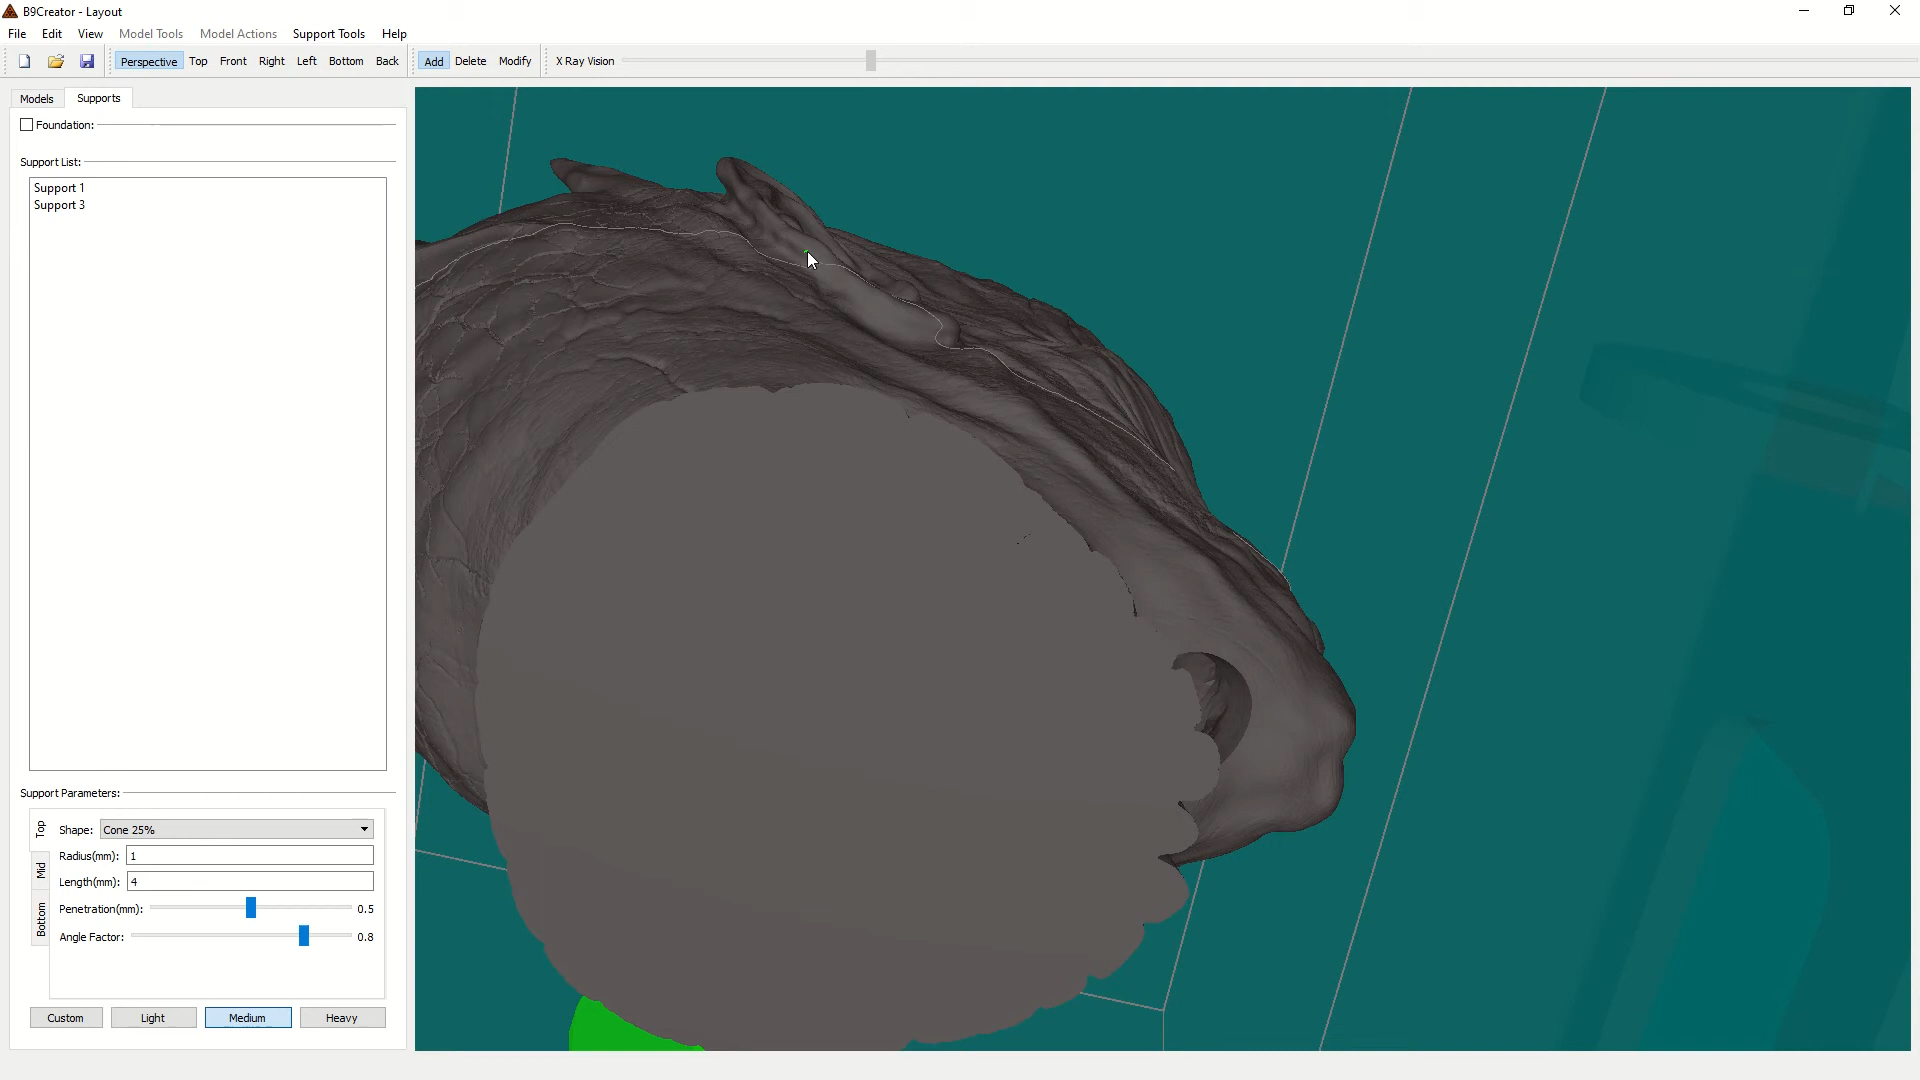 B9Creator - Layout
File Edit View Model Tools Model Actions Support Tools Help
Perspective Top Front Right Left Bottom Back Add Delete Modify X Ray Vision
Models Supports
Foundation:
Support List:
Support 1
Support 3
Support Parameters:
Top
Mid
Bottom
Shape: Cone 25%
Radius(mm): 1
Length(mm): 4
Penetration(mm): 0.5
Angle Factor: 0.8
Custom Light Medium Heavy